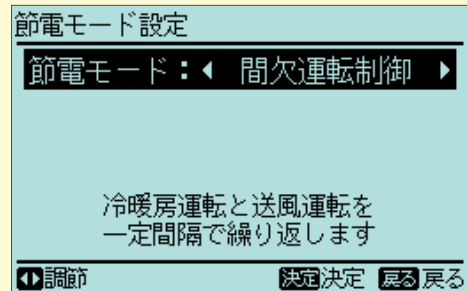 節電モード設定
節電モード：◀ 間欠運転制御 ▶
冷暖房運転と送風運転を
一定間隔で繰り返します
◀▶調節 決定決定 戻る戻る